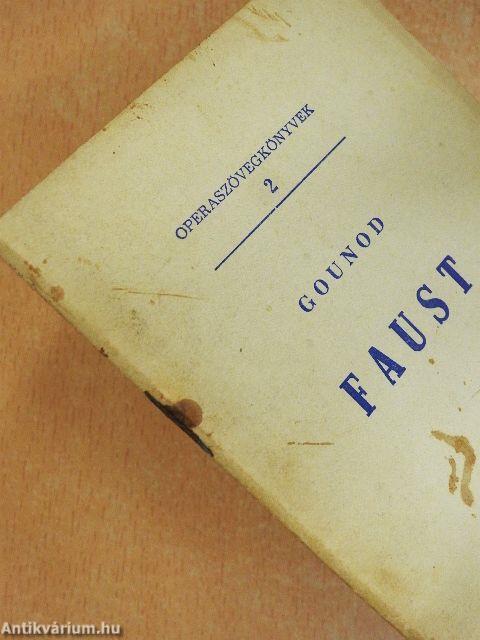 OPERASZÖVEGKÖNYVEK
2
GOUNOD
FAUST
Antikvárium.hu